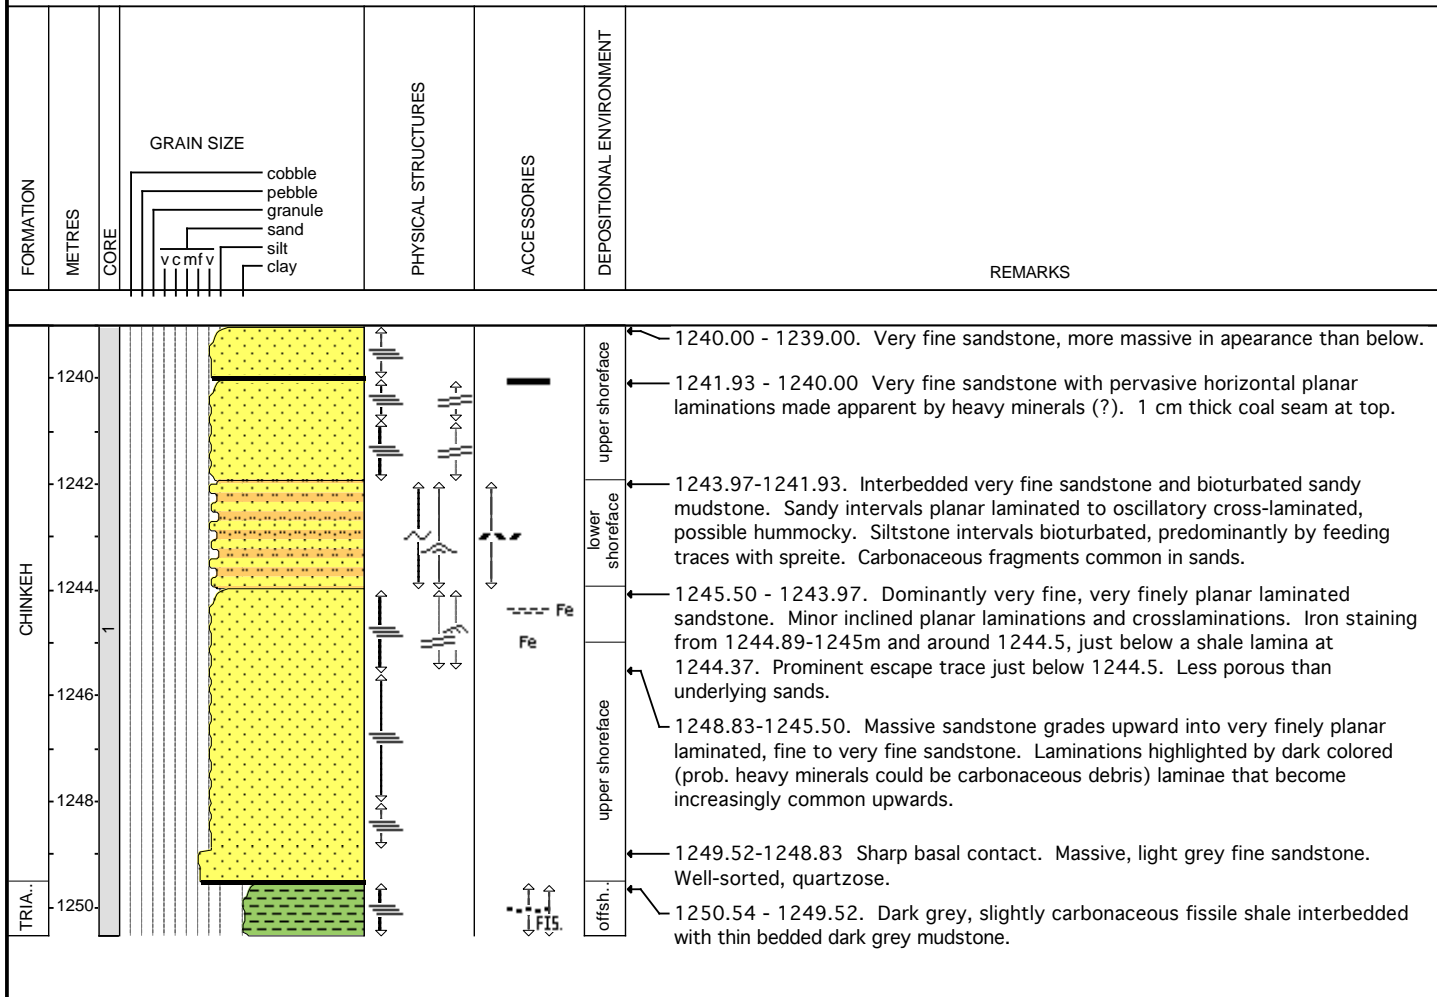 FORMATION
METRES
CORE
GRAIN SIZE
cobble
pebble
granule
sand
silt
clay
v c m f v
PHYSICAL STRUCTURES
ACCESSORIES
DEPOSITIONAL ENVIRONMENT
REMARKS
CHINKEH
TRIA..
1240
1242
1244
1246
1248
1250
1
Fe
Fe
FIS.
upper shoreface
lower
shoreface
upper shoreface
offsh..
1240.00 - 1239.00. Very fine sandstone, more massive in apearance than below.
1241.93 - 1240.00 Very fine sandstone with pervasive horizontal planar
laminations made apparent by heavy minerals (?). 1 cm thick coal seam at top.
1243.97-1241.93. Interbedded very fine sandstone and bioturbated sandy
mudstone. Sandy intervals planar laminated to oscillatory cross-laminated,
possible hummocky. Siltstone intervals bioturbated, predominantly by feeding
traces with spreite. Carbonaceous fragments common in sands.
1245.50 - 1243.97. Dominantly very fine, very finely planar laminated
sandstone. Minor inclined planar laminations and crosslaminations. Iron staining
from 1244.89-1245m and around 1244.5, just below a shale lamina at
1244.37. Prominent escape trace just below 1244.5. Less porous than
underlying sands.
1248.83-1245.50. Massive sandstone grades upward into very finely planar
laminated, fine to very fine sandstone. Laminations highlighted by dark colored
(prob. heavy minerals could be carbonaceous debris) laminae that become
increasingly common upwards.
1249.52-1248.83 Sharp basal contact. Massive, light grey fine sandstone.
Well-sorted, quartzose.
1250.54 - 1249.52. Dark grey, slightly carbonaceous fissile shale interbedded
with thin bedded dark grey mudstone.